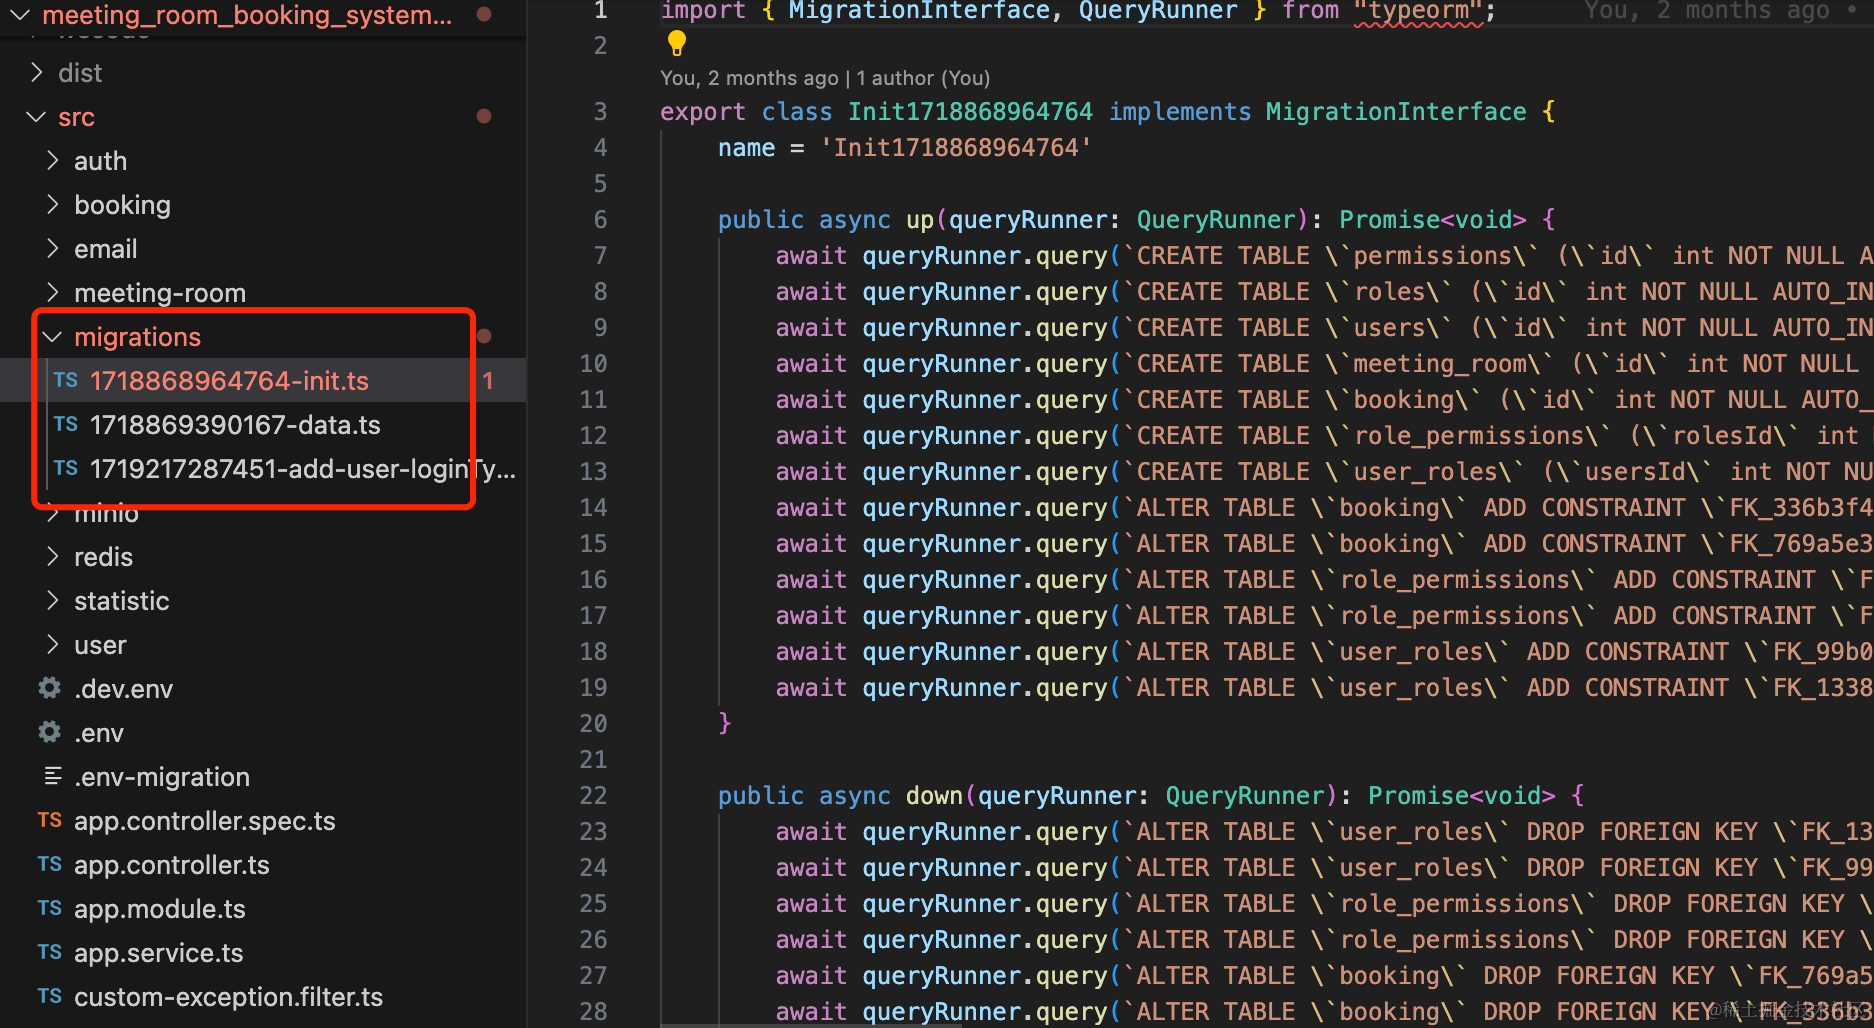 meeting_room_booking_system...
dist
src
auth
booking
email
meeting-room
migrations
TS 1718868964764-init.ts 1
TS 1718869390167-data.ts
TS 1719217287451-add-user-loginTy...
minio
redis
statistic
user
.dev.env
.env
.env-migration
TS app.controller.spec.ts
TS app.controller.ts
TS app.module.ts
TS app.service.ts
TS custom-exception.filter.ts
1 import { MigrationInterface, QueryRunner } from "typeorm"; You, 2 months ago •
2
You, 2 months ago | 1 author (You)
3 export class Init1718868964764 implements MigrationInterface {
4 name = 'Init1718868964764'
5
6 public async up(queryRunner: QueryRunner): Promise<void> {
7 await queryRunner.query(`CREATE TABLE \`permissions\` (\`id\` int NOT NULL A
8 await queryRunner.query(`CREATE TABLE \`roles\` (\`id\` int NOT NULL AUTO_IN
9 await queryRunner.query(`CREATE TABLE \`users\` (\`id\` int NOT NULL AUTO_IN
10 await queryRunner.query(`CREATE TABLE \`meeting_room\` (\`id\` int NOT NULL
11 await queryRunner.query(`CREATE TABLE \`booking\` (\`id\` int NOT NULL AUTO_
12 await queryRunner.query(`CREATE TABLE \`role_permissions\` (\`rolesId\` int
13 await queryRunner.query(`CREATE TABLE \`user_roles\` (\`usersId\` int NOT NU
14 await queryRunner.query(`ALTER TABLE \`booking\` ADD CONSTRAINT \`FK_336b3f4
15 await queryRunner.query(`ALTER TABLE \`booking\` ADD CONSTRAINT \`FK_769a5e3
16 await queryRunner.query(`ALTER TABLE \`role_permissions\` ADD CONSTRAINT \`F
17 await queryRunner.query(`ALTER TABLE \`role_permissions\` ADD CONSTRAINT \`F
18 await queryRunner.query(`ALTER TABLE \`user_roles\` ADD CONSTRAINT \`FK_99b0
19 await queryRunner.query(`ALTER TABLE \`user_roles\` ADD CONSTRAINT \`FK_1338
20 }
21
22 public async down(queryRunner: QueryRunner): Promise<void> {
23 await queryRunner.query(`ALTER TABLE \`user_roles\` DROP FOREIGN KEY \`FK_13
24 await queryRunner.query(`ALTER TABLE \`user_roles\` DROP FOREIGN KEY \`FK_99
25 await queryRunner.query(`ALTER TABLE \`role_permissions\` DROP FOREIGN KEY \
26 await queryRunner.query(`ALTER TABLE \`role_permissions\` DROP FOREIGN KEY \
27 await queryRunner.query(`ALTER TABLE \`booking\` DROP FOREIGN KEY \`FK_769a5
28 await queryRunner.query(`ALTER TABLE \`booking\` DROP FOREIGN KEY \`FK_336b3
@稀土掘金技术社区